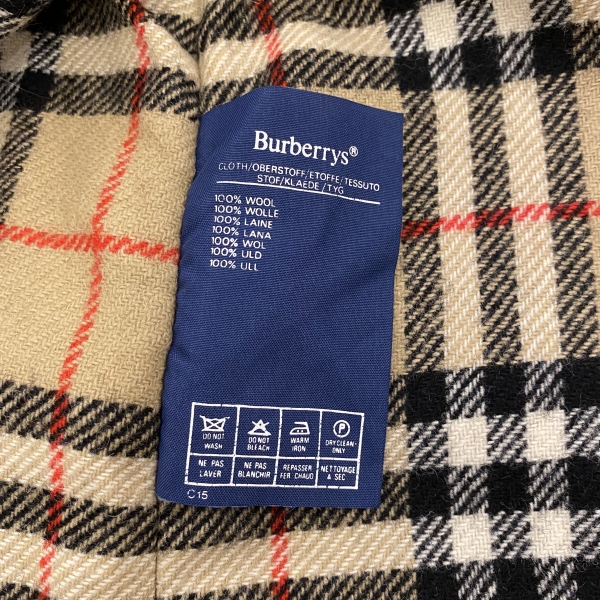 Burberrys®
CLOTH/OBERSTOFF/ETOFFE/TESSUTO
STOF/KLAEDE/TYG
100% WOOL
100% WOLLE
100% LAINE
100% LANA
100% WOL
100% ULD
100% ULL
DO NOT WASH
DO NOT BLEACH
WARM IRON
P
DRY CLEAN-ONLY
NE PAS LAVER
NE PAS BLANCHIR
REPASSER FER CHAUD
NETTOYAGE A SEC
C15